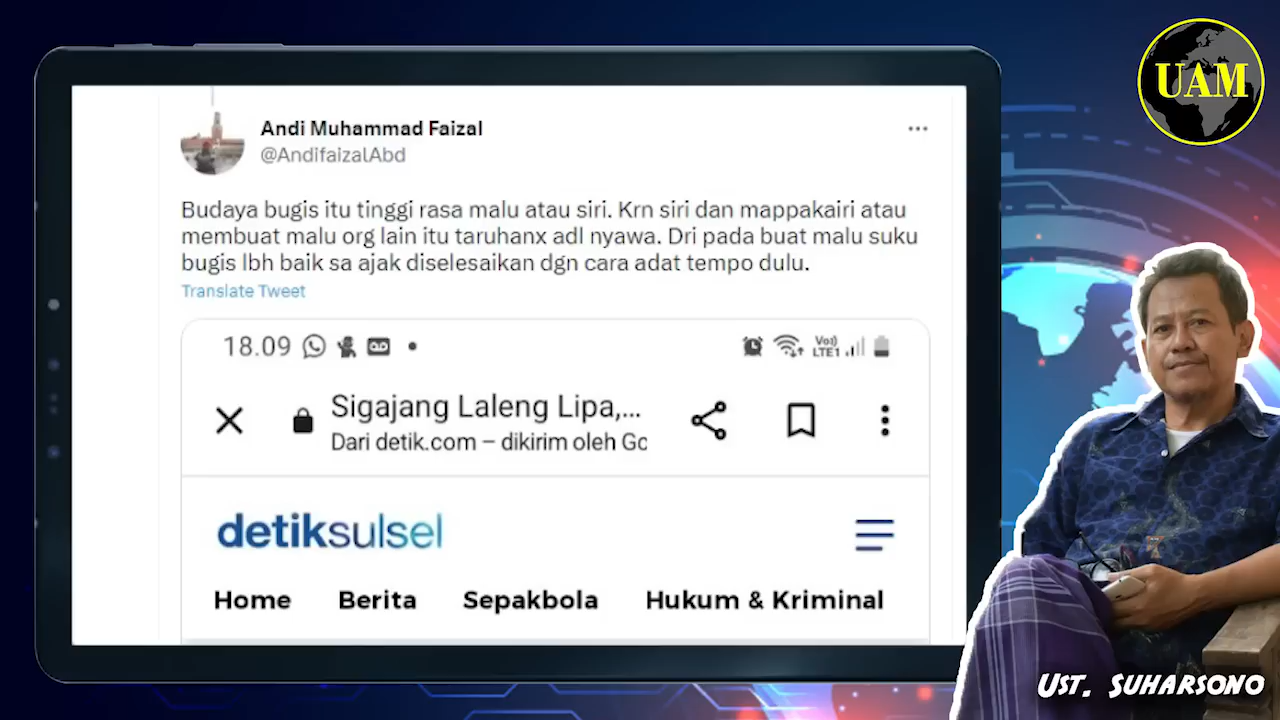 UAM
Andi Muhammad Faizal
@AndifaizalAbd
Budaya bugis itu tinggi rasa malu atau siri. Krn siri dan mappakairi atau
membuat malu org lain itu taruhanx adl nyawa. Dri pada buat malu suku
bugis lbh baik sa ajak diselesaikan dgn cara adat tempo dulu.
Translate Tweet
18.09
Vo)
LTE1
Sigajang Laleng Lipa,...
Dari detik.com – dikirim oleh Gc
detiksulsel
Home Berita Sepakbola Hukum & Kriminal
UST. SUHARSONO